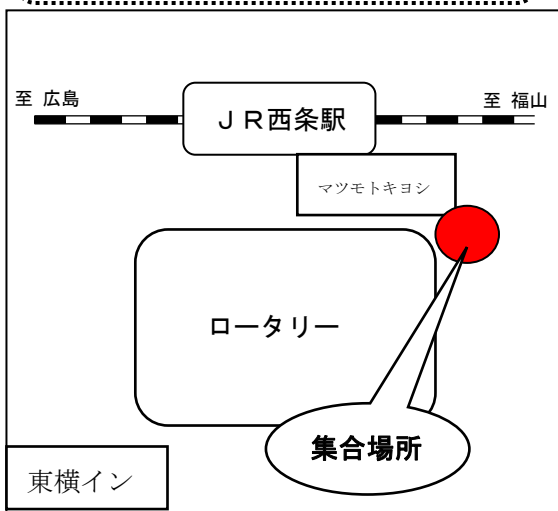 至 広島
至 福山
ＪＲ西条駅
マツモトキヨシ
ロータリー
集合場所
東横イン